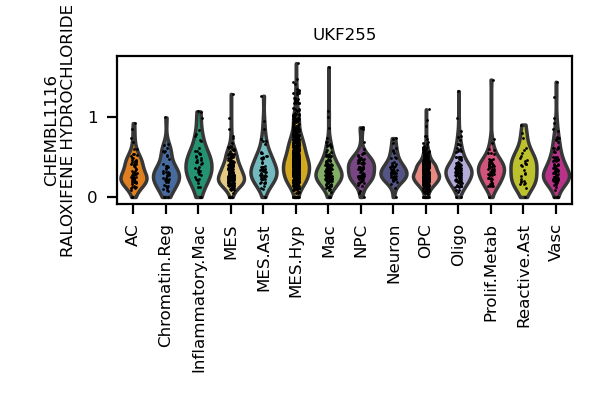 UKF255
CHEMBL1116
RALOXIFENE HYDROCHLORIDE
1
0
AC
Chromatin.Reg
Inflammatory.Mac
MES
MES.Ast
MES.Hyp
Mac
NPC
Neuron
OPC
Oligo
Prolif.Metab
Reactive.Ast
Vasc